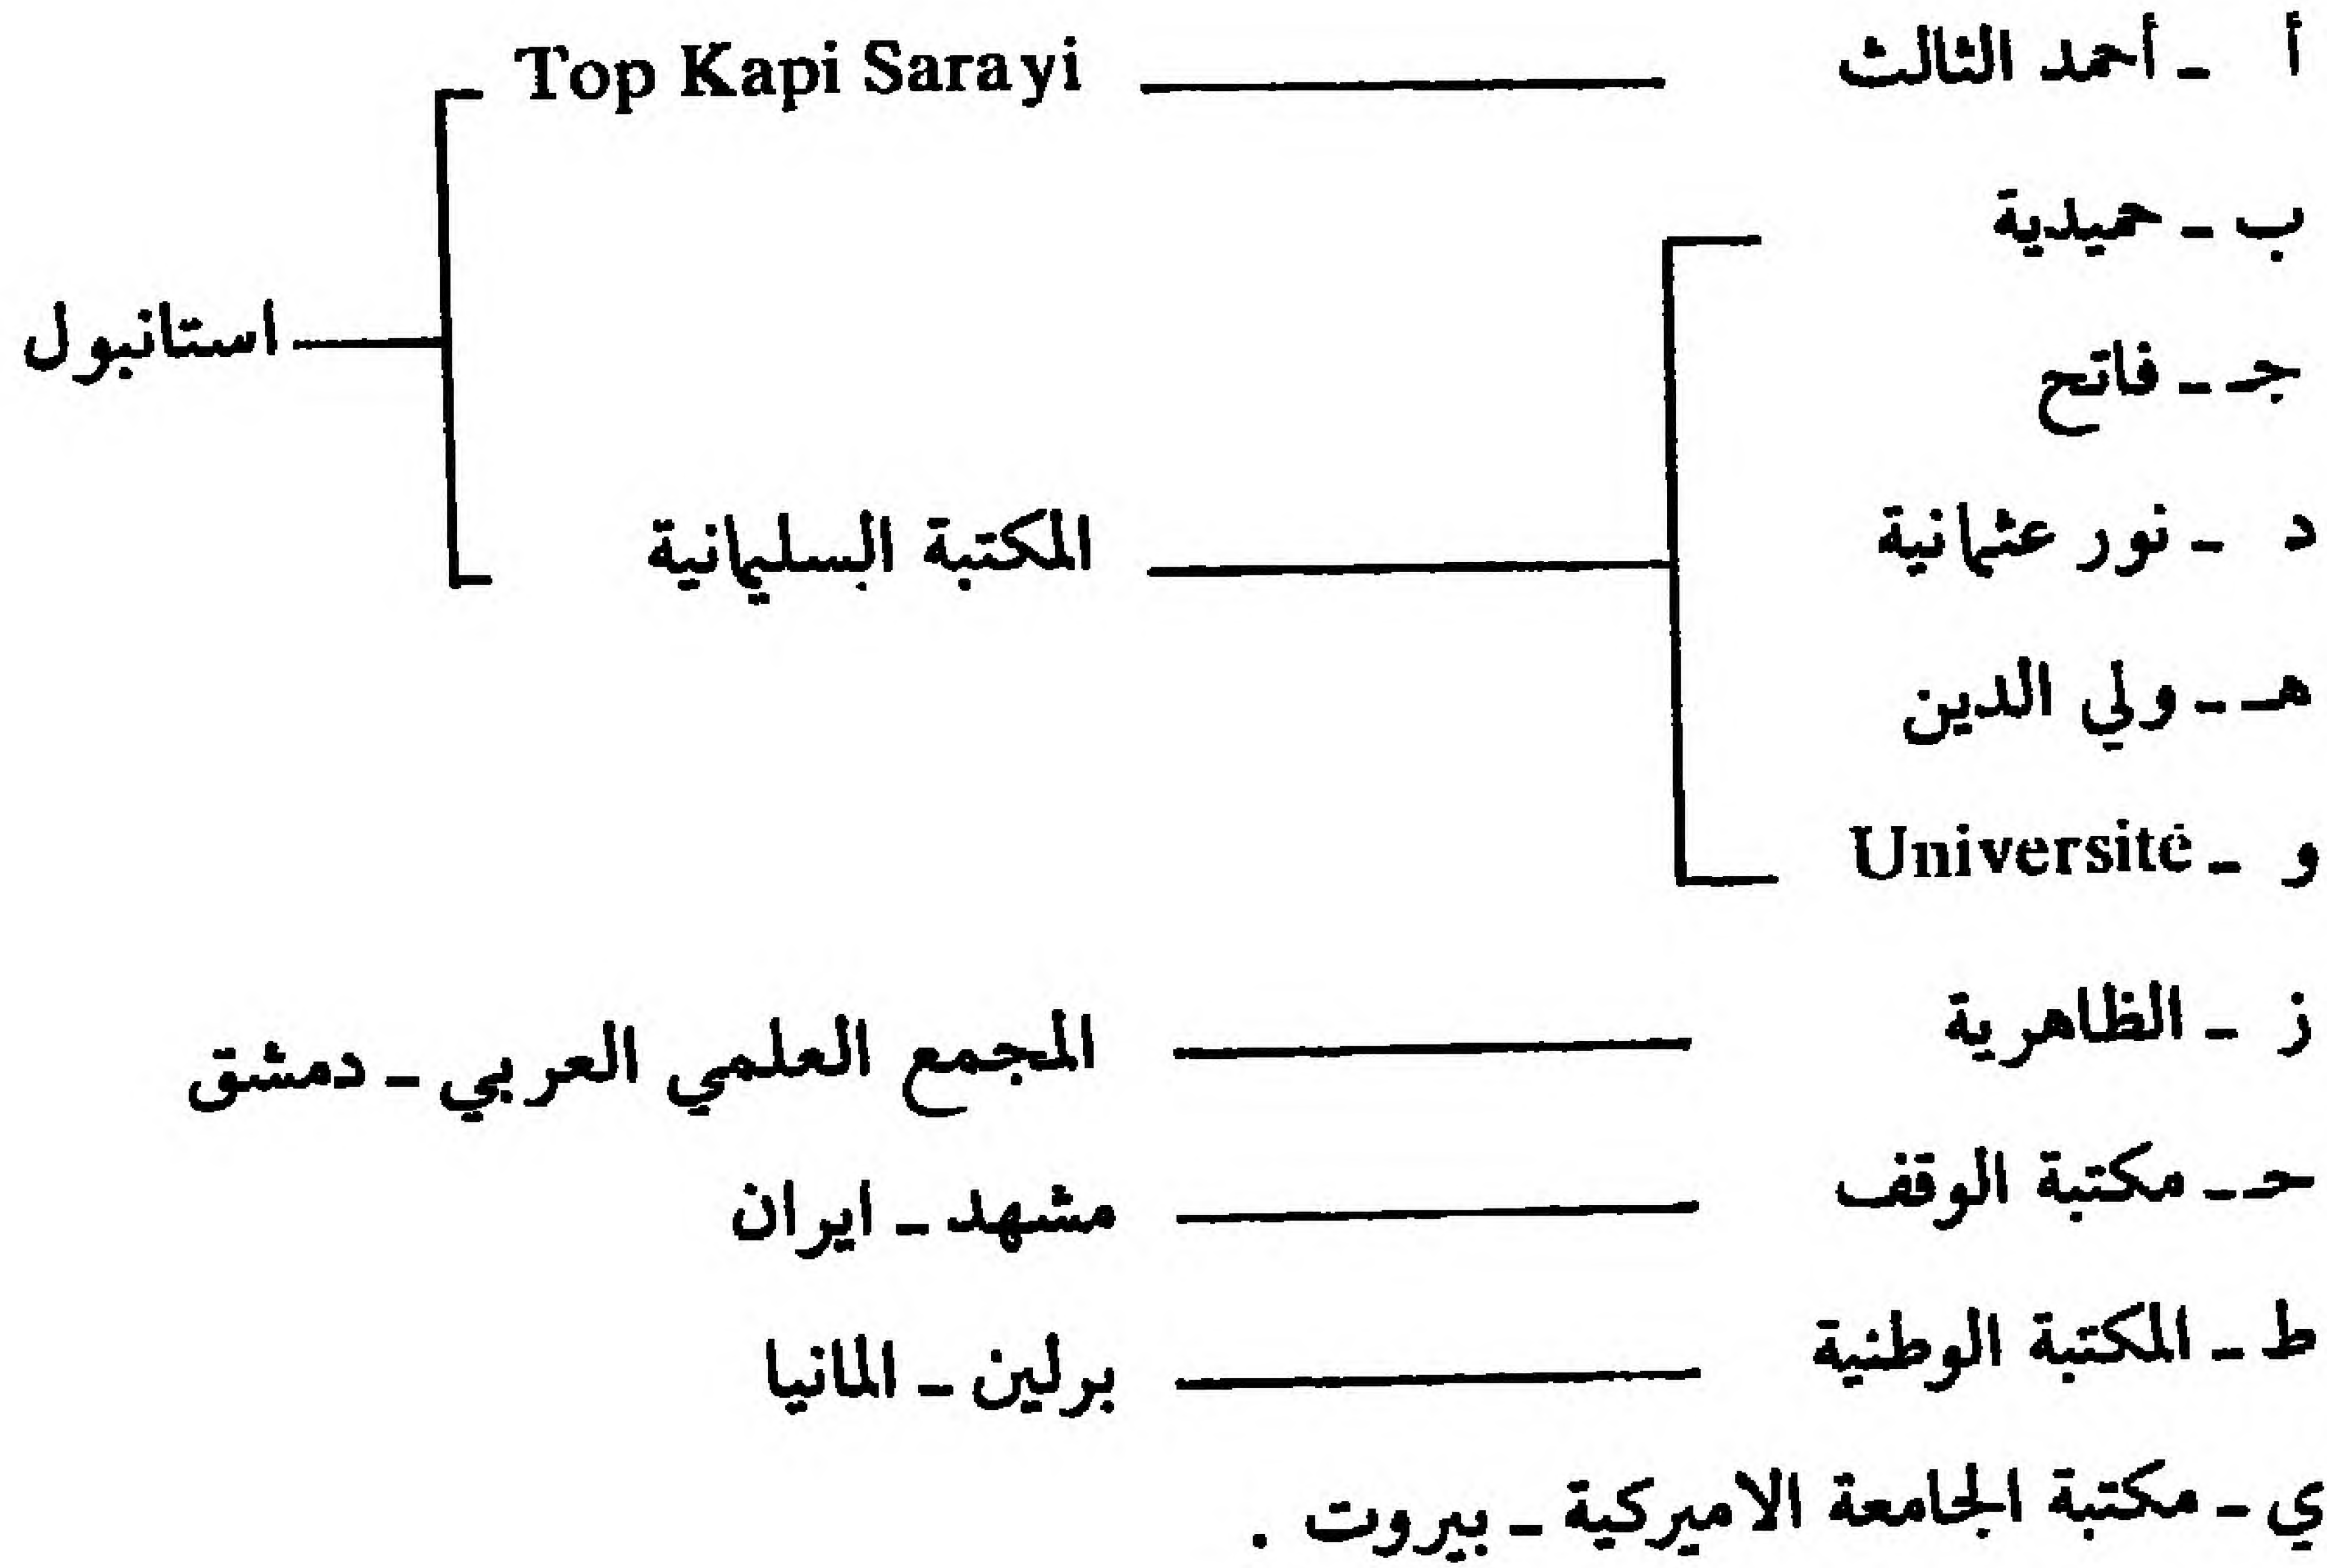 أ - أحمد الثالث Top Kapi Sarayi
ب - حميدية
استانبول
جـ - فاتح
د - نور عثمانية المكتبة السليمانية
هـ - ولي الدين
و - Université
ز - الظاهرية المجمع العلمي العربي - دمشق
حـ - مكتبة الوقف مشهد - ايران
ط - المكتبة الوطنية برلين - المانيا
ي - مكتبة الجامعة الاميركية - بيروت .